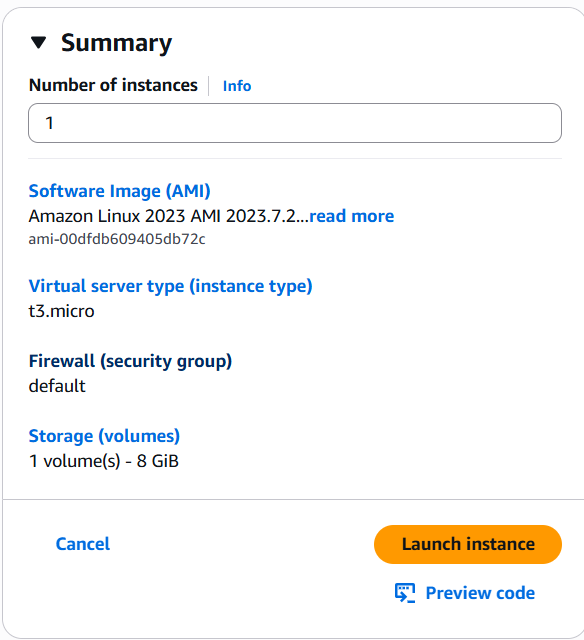 Summary
Number of instances Info
1
Software Image (AMI)
Amazon Linux 2023 AMI 2023.7.2...read more
ami-00dfdb609405db72c
Virtual server type (instance type)
t3.micro
Firewall (security group)
default
Storage (volumes)
1 volume(s) - 8 GiB
Cancel
Launch instance
Preview code